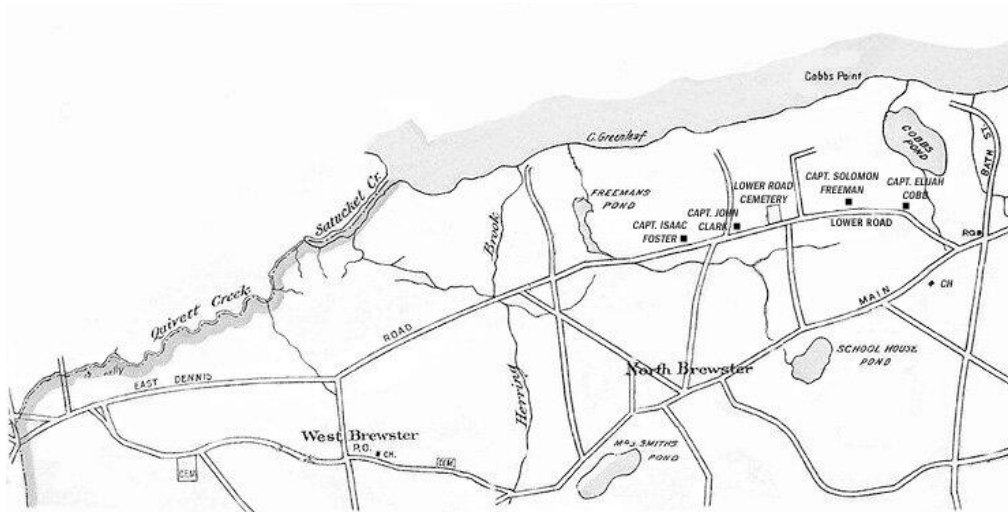 Cobbs Point
C. Greenleaf
COBBS
POND
BATH ST.
Satucket Cr.
FREEMANS
POND
LOWER ROAD
CEMETERY
CAPT. SOLOMON
FREEMAN
CAPT. ELIJAH
COBB
CAPT. ISAAC
FOSTER
CAPT. JOHN
CLARK
LOWER ROAD
P.O.
Brook
Quivett Creek
CH
MAIN
ROAD
SCHOOL HOUSE
POND
North Brewster
EAST DENNIS
Herring
West Brewster
P.O.
CH.
CEM
CEM
MRS. SMITHS
POND